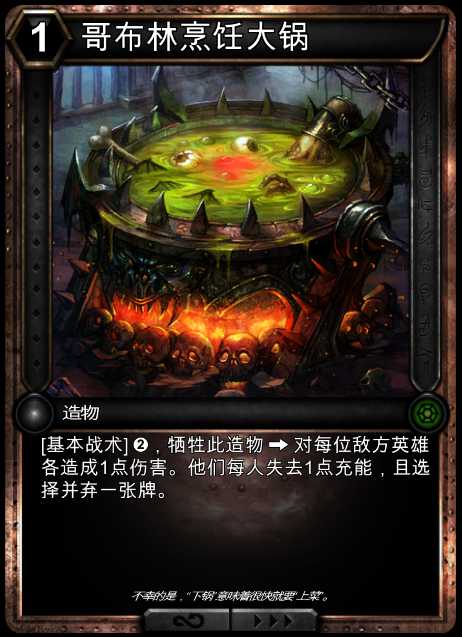 1
哥布林烹饪大锅
造物
[基本战术] ❷，牺牲此造物 ➡ 对每位敌方英雄
各造成1点伤害。他们每人失去1点充能，且选
择并弃一张牌。
不幸的是，“下锅”意味着很快就要“上菜”。